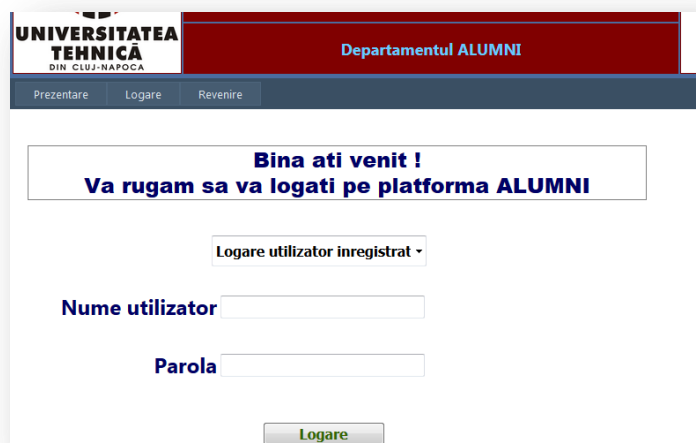 UNIVERSITATEA
TEHNICĂ
DIN CLUJ-NAPOCA
Departamentul ALUMNI
Prezentare Logare Revenire
Bina ati venit !
Va rugam sa va logati pe platforma ALUMNI
Logare utilizator inregistrat
Nume utilizator
Parola
Logare